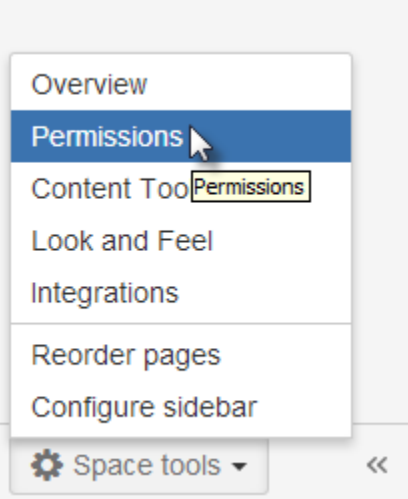 Overview
Permissions
Content Too
Permissions
Look and Feel
Integrations
Reorder pages
Configure sidebar
Space tools